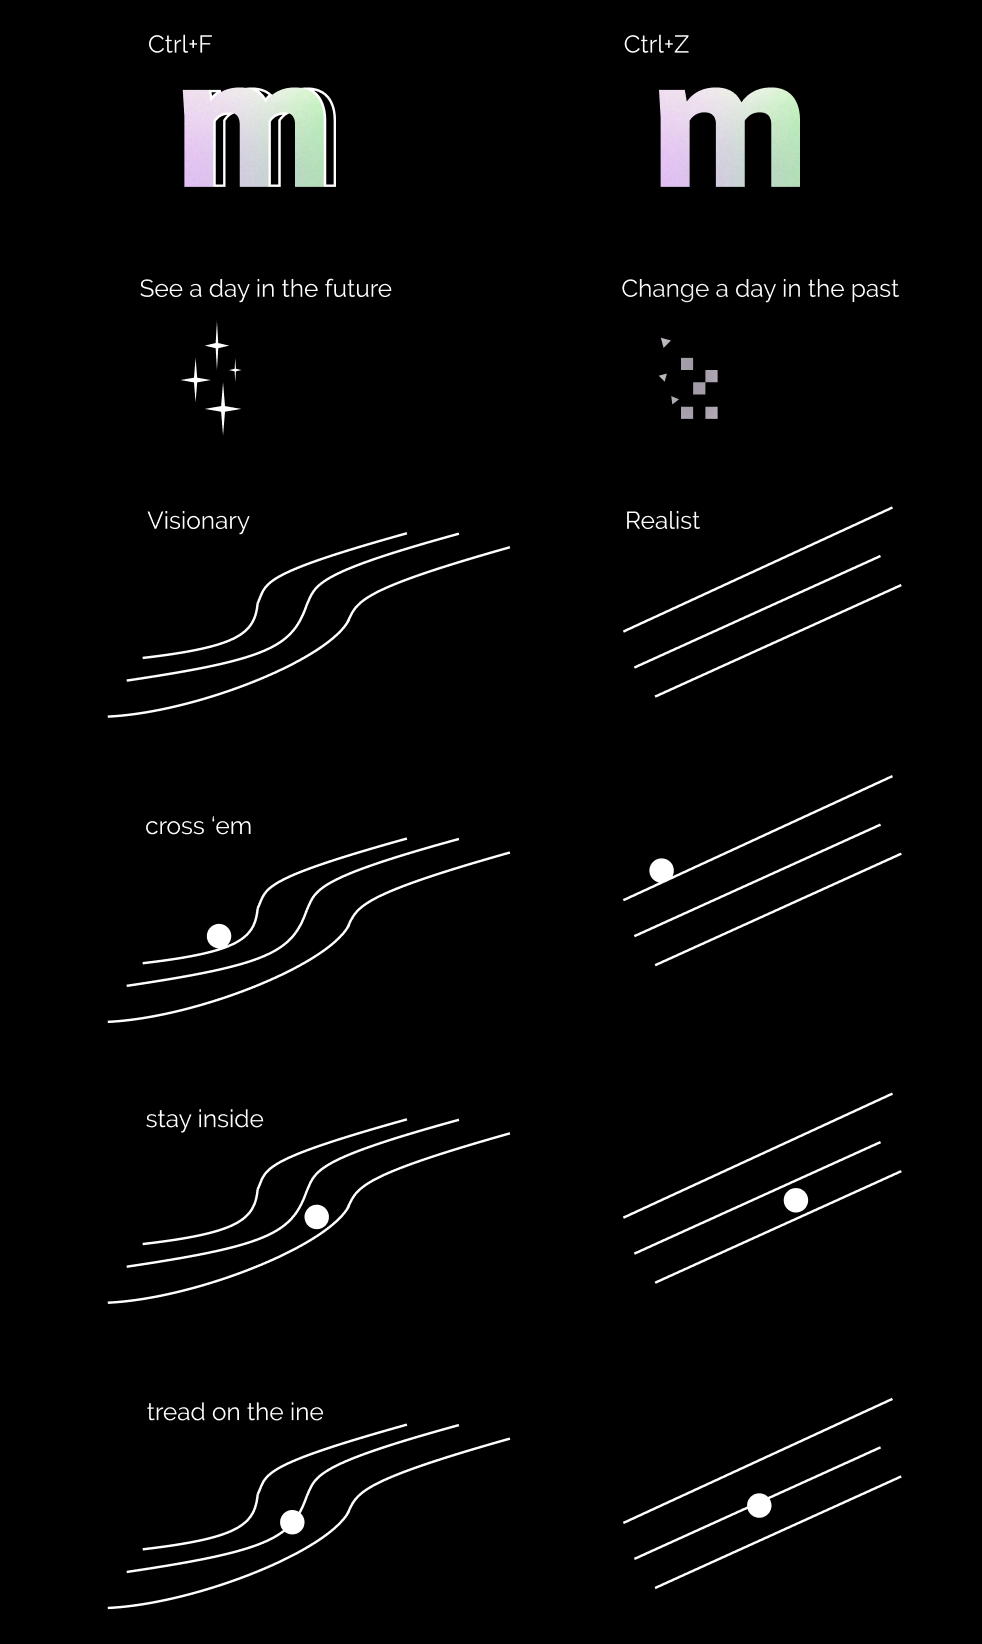 Ctrl+F
Ctrl+Z
m
m
See a day in the future
Change a day in the past
Visionary
Realist
cross ‘em
stay inside
tread on the ine